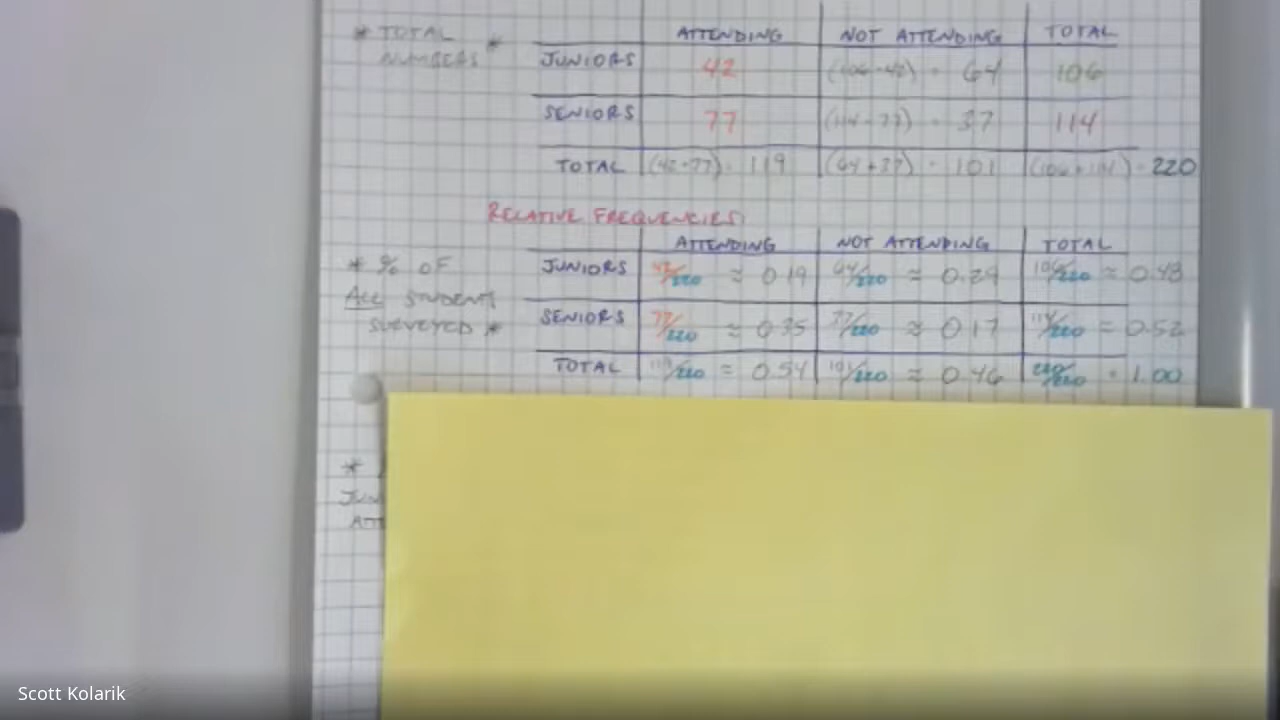 * TOTAL NUMBERS *
ATTENDING NOT ATTENDING TOTAL
JUNIORS 42 (106-42) = 64 106
SENIORS 77 (114-77) = 37 114
TOTAL (42+77) = 119 (64+37) = 101 (106+114) = 220
RELATIVE FREQUENCIES
* % OF ALL STUDENTS SURVEYED *
ATTENDING NOT ATTENDING TOTAL
JUNIORS 42/220 ≈ 0.19 64/220 ≈ 0.29 106/220 ≈ 0.48
SENIORS 77/220 ≈ 0.35 /220 ≈ 0.17 114/220 ≈ 0.52
TOTAL 119/220 ≈ 0.54 101/220 ≈ 0.46 220/220 = 1.00
*
JUN
ATT
Scott Kolarik